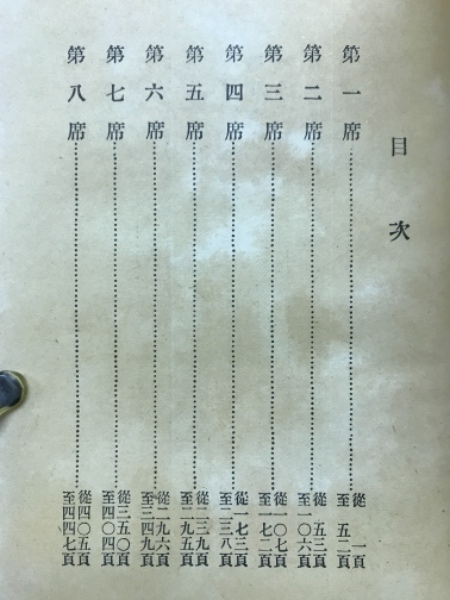 目次
第一席……從一頁至五二頁
第二席……從五三頁至一〇六頁
第三席……從一〇七頁至一七二頁
第四席……從一七三頁至二三八頁
第五席……從二三九頁至二九五頁
第六席……從二九六頁至三四九頁
第七席……從三五〇頁至四〇四頁
第八席……從四〇五頁至四四七頁